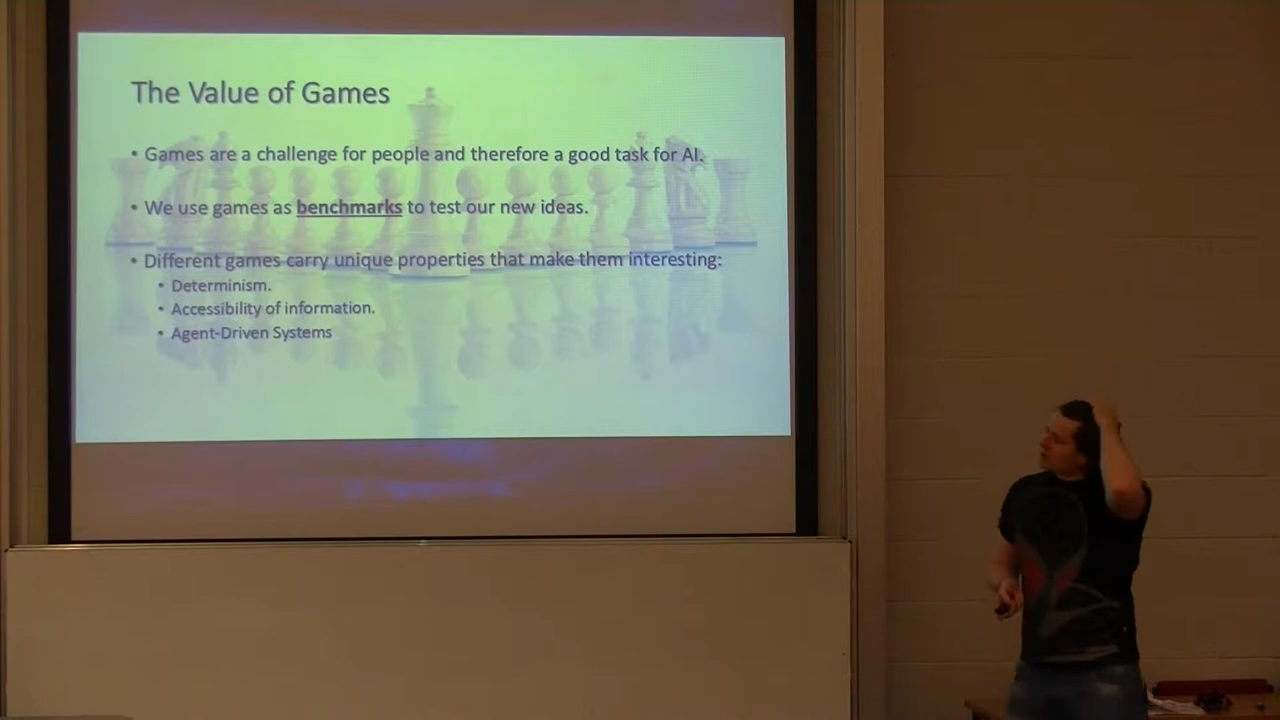 The Value of Games
• Games are a challenge for people and therefore a good task for AI.
• We use games as benchmarks to test our new ideas.
• Different games carry unique properties that make them interesting:
• Determinism.
• Accessibility of information.
• Agent-Driven Systems